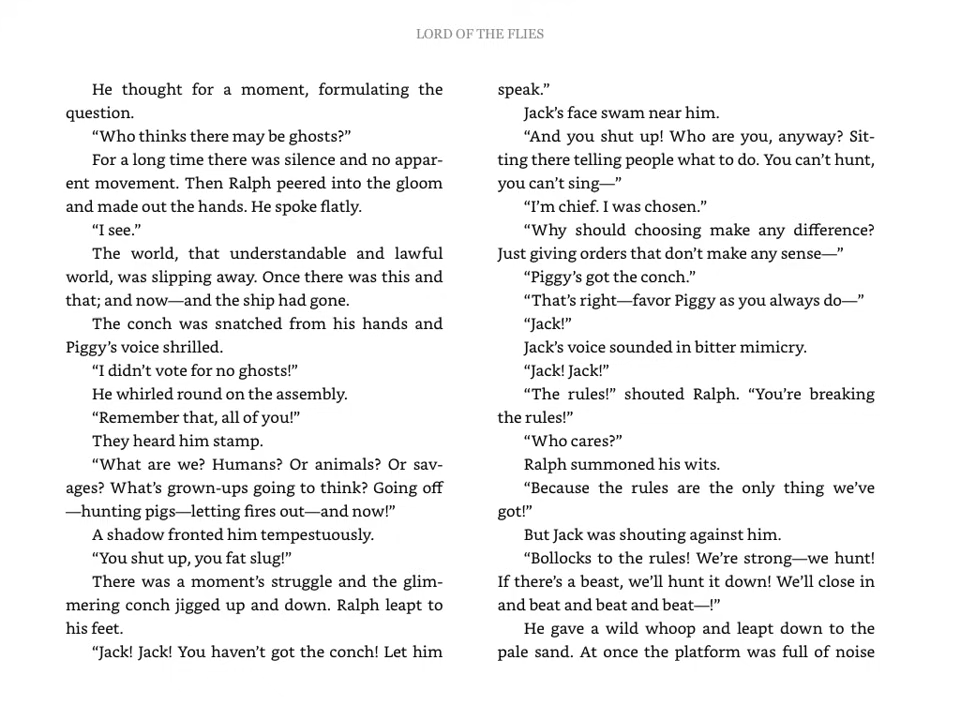 LORD OF THE FLIES
He thought for a moment, formulating the
question.
“Who thinks there may be ghosts?”
For a long time there was silence and no appar-
ent movement. Then Ralph peered into the gloom
and made out the hands. He spoke flatly.
“I see.”
The world, that understandable and lawful
world, was slipping away. Once there was this and
that; and now—and the ship had gone.
The conch was snatched from his hands and
Piggy’s voice shrilled.
“I didn’t vote for no ghosts!”
He whirled round on the assembly.
“Remember that, all of you!”
They heard him stamp.
“What are we? Humans? Or animals? Or sav-
ages? What’s grown-ups going to think? Going off
—hunting pigs—letting fires out—and now!”
A shadow fronted him tempestuously.
“You shut up, you fat slug!”
There was a moment’s struggle and the glim-
mering conch jigged up and down. Ralph leapt to
his feet.
“Jack! Jack! You haven’t got the conch! Let him
speak.”
Jack’s face swam near him.
“And you shut up! Who are you, anyway? Sit-
ting there telling people what to do. You can’t hunt,
you can’t sing—”
“I’m chief. I was chosen.”
“Why should choosing make any difference?
Just giving orders that don’t make any sense—”
“Piggy’s got the conch.”
“That’s right—favor Piggy as you always do—”
“Jack!”
Jack’s voice sounded in bitter mimicry.
“Jack! Jack!”
“The rules!” shouted Ralph. “You’re breaking
the rules!”
“Who cares?”
Ralph summoned his wits.
“Because the rules are the only thing we’ve
got!”
But Jack was shouting against him.
“Bollocks to the rules! We’re strong—we hunt!
If there’s a beast, we’ll hunt it down! We’ll close in
and beat and beat and beat—!”
He gave a wild whoop and leapt down to the
pale sand. At once the platform was full of noise